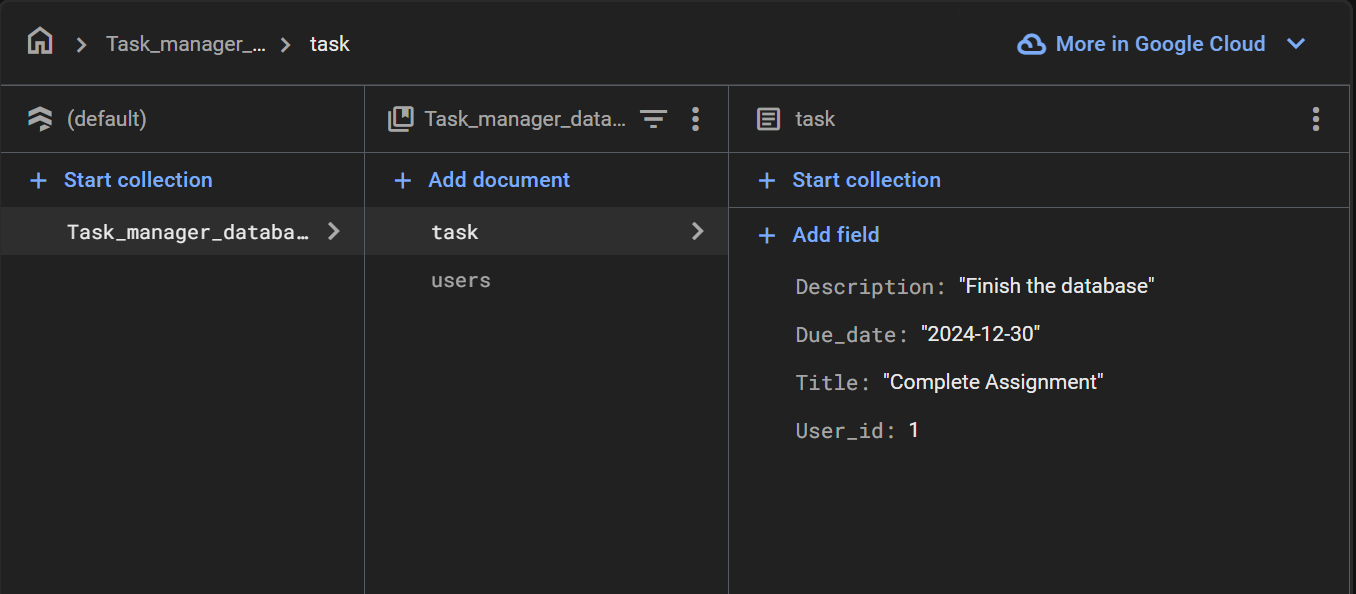 Task_manager_… > task
More in Google Cloud
(default)
Task_manager_data…
task
+ Start collection
+ Add document
+ Start collection
Task_manager_databa… >
task >
users
+ Add field
Description: "Finish the database"
Due_date: "2024-12-30"
Title: "Complete Assignment"
User_id: 1